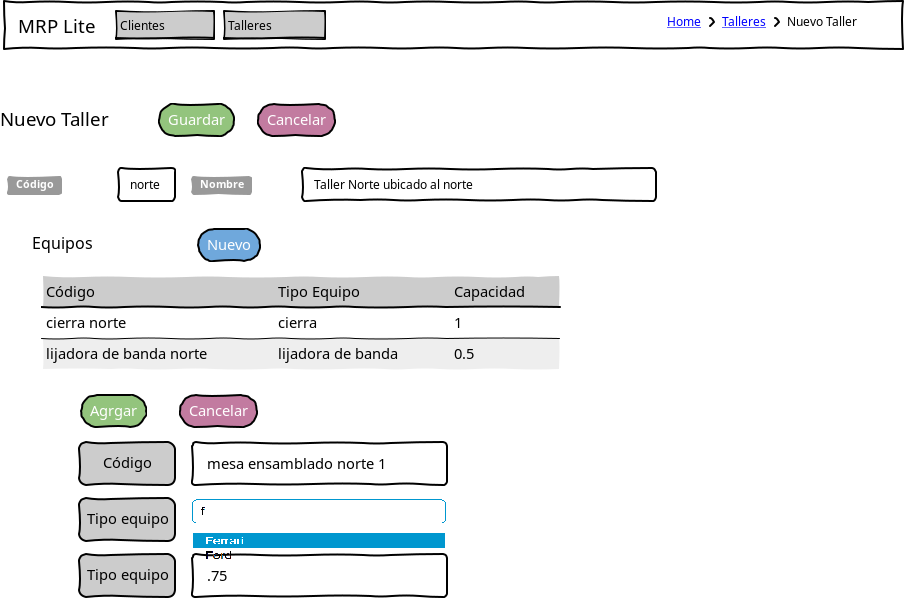 MRP Lite Clientes Talleres Home Talleres Nuevo Taller
Nuevo Taller Guardar Cancelar
Código norte Nombre Taller Norte ubicado al norte
Equipos Nuevo
Código Tipo Equipo Capacidad
cierra norte cierra 1
lijadora de banda norte lijadora de banda 0.5
Agrgar Cancelar
Código mesa ensamblado norte 1
Tipo equipo f
Ferrari
Ford
Tipo equipo .75